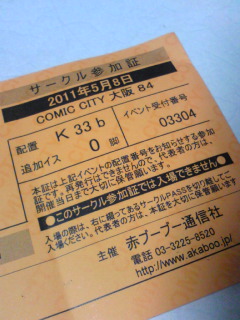 サークル参加証
2011年5月8日
COMIC CITY 大阪 84
配置 K 33 b
イベント受付番号
追加イス 0 脚
03304
本証は上記イベントの配置番号をお知らせする参加
証です。再発行はできませんので、代表者の方は、
開催当日まで大切に保管願います。
●このサークル参加証では入場できません●
入場の際は、右に綴ってあるサークルPASSを切り離してご
入場ください。代表者の方は、本証を大切に保管願います。
主催 赤ブーブー通信社
電話 03-3225-8520
http://www.akaboo.jp/